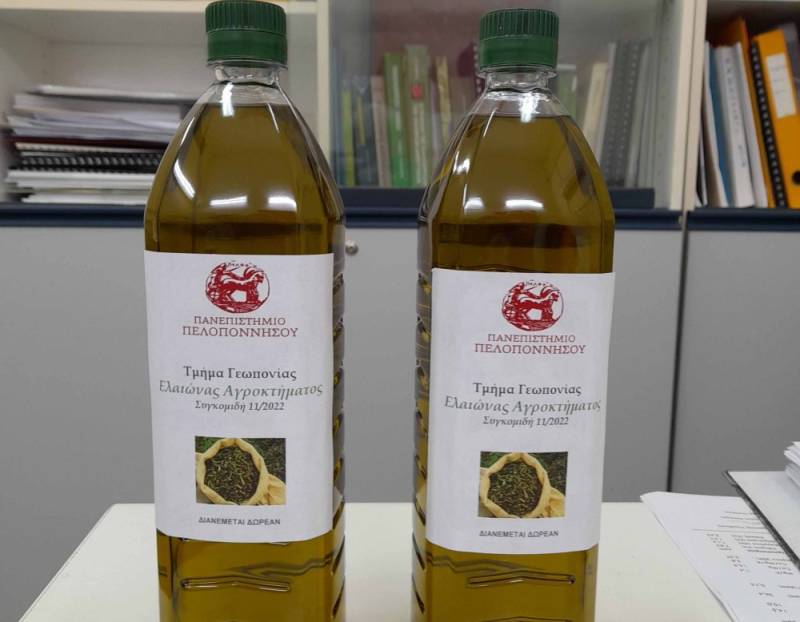 ΠΑΝΕΠΙΣΤΗΜΙΟ
ΠΕΛΟΠΟΝΝΗΣΟΥ
Τμήμα Γεωπονίας
Ελαιώνας Αγροκτήματος
Συγκομιδή 11/2022
ΔΙΑΝΕΜΕΤΑΙ ΔΩΡΕΑΝ
ΠΑΝΕΠΙΣΤΗΜΙΟ
ΠΕΛΟΠΟΝΝΗΣΟΥ
Τμήμα Γεωπονίας
Ελαιώνας Αγροκτήματος
Συγκομιδή 11/2022
ΔΙΑΝΕΜΕΤΑΙ ΔΩΡΕΑΝ